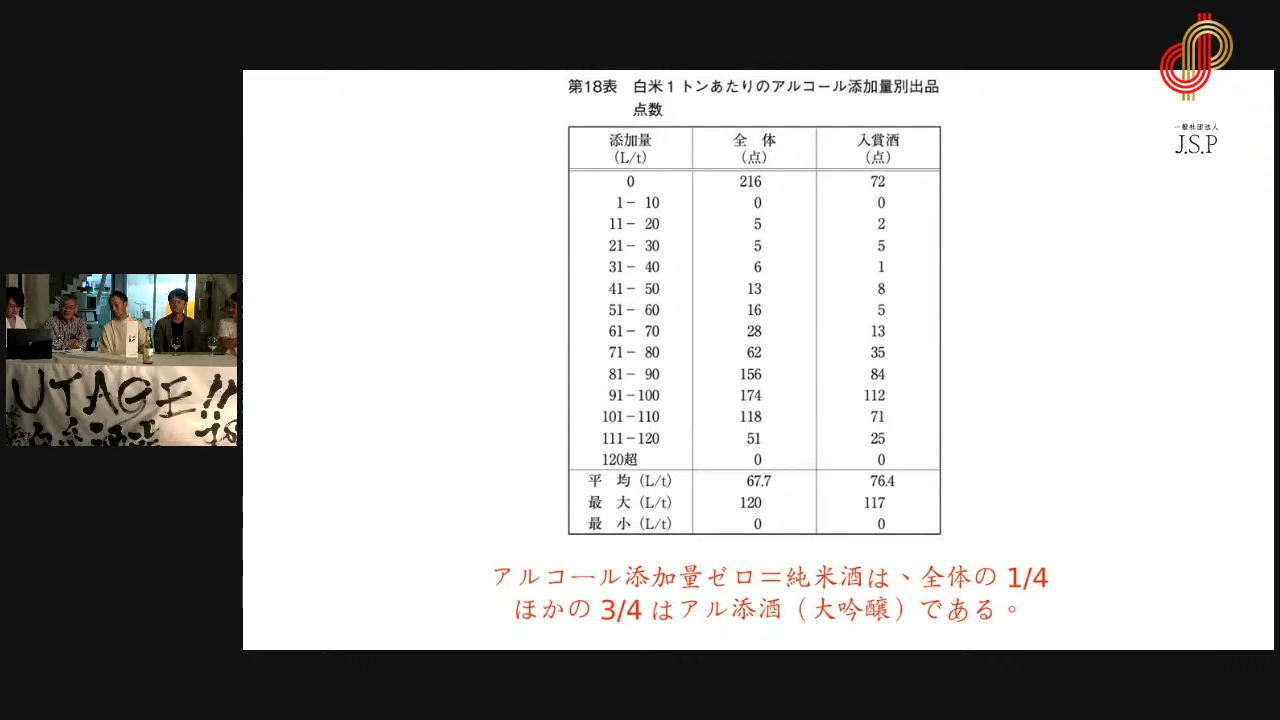 一般社団法人
J.S.P
第18表 白米1トンあたりのアルコール添加量別出品
点数
添加量 全 体 入賞酒
(L/t) (点) (点)
0 216 72
1－ 10 0 0
11－ 20 5 2
21－ 30 5 5
31－ 40 6 1
41－ 50 13 8
51－ 60 16 5
61－ 70 28 13
71－ 80 62 35
81－ 90 156 84
91－100 174 112
101－110 118 71
111－120 51 25
120超 0 0
平 均 (L/t) 67.7 76.4
最 大 (L/t) 120 117
最 小 (L/t) 0 0
アルコール添加量ゼロ＝純米酒は、全体の 1/4
ほかの 3/4 はアル添酒（大吟醸）である。
UTAGE!!